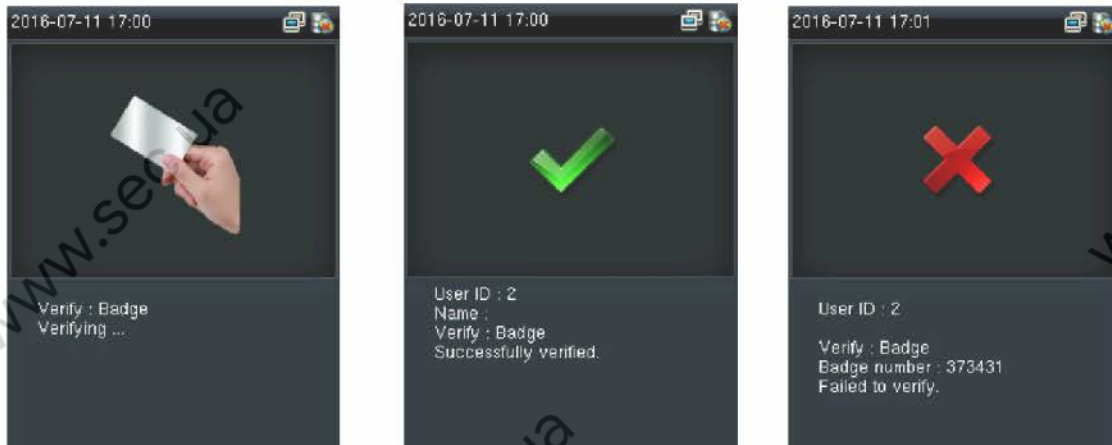 2016-07-11 17:00
Verify : Badge
Verifying ...
2016-07-11 17:00
User ID : 2
Name :
Verify : Badge
Successfully verified.
2016-07-11 17:01
User ID : 2
Verify : Badge
Badge number : 373431
Failed to verify.
www.sec.ua